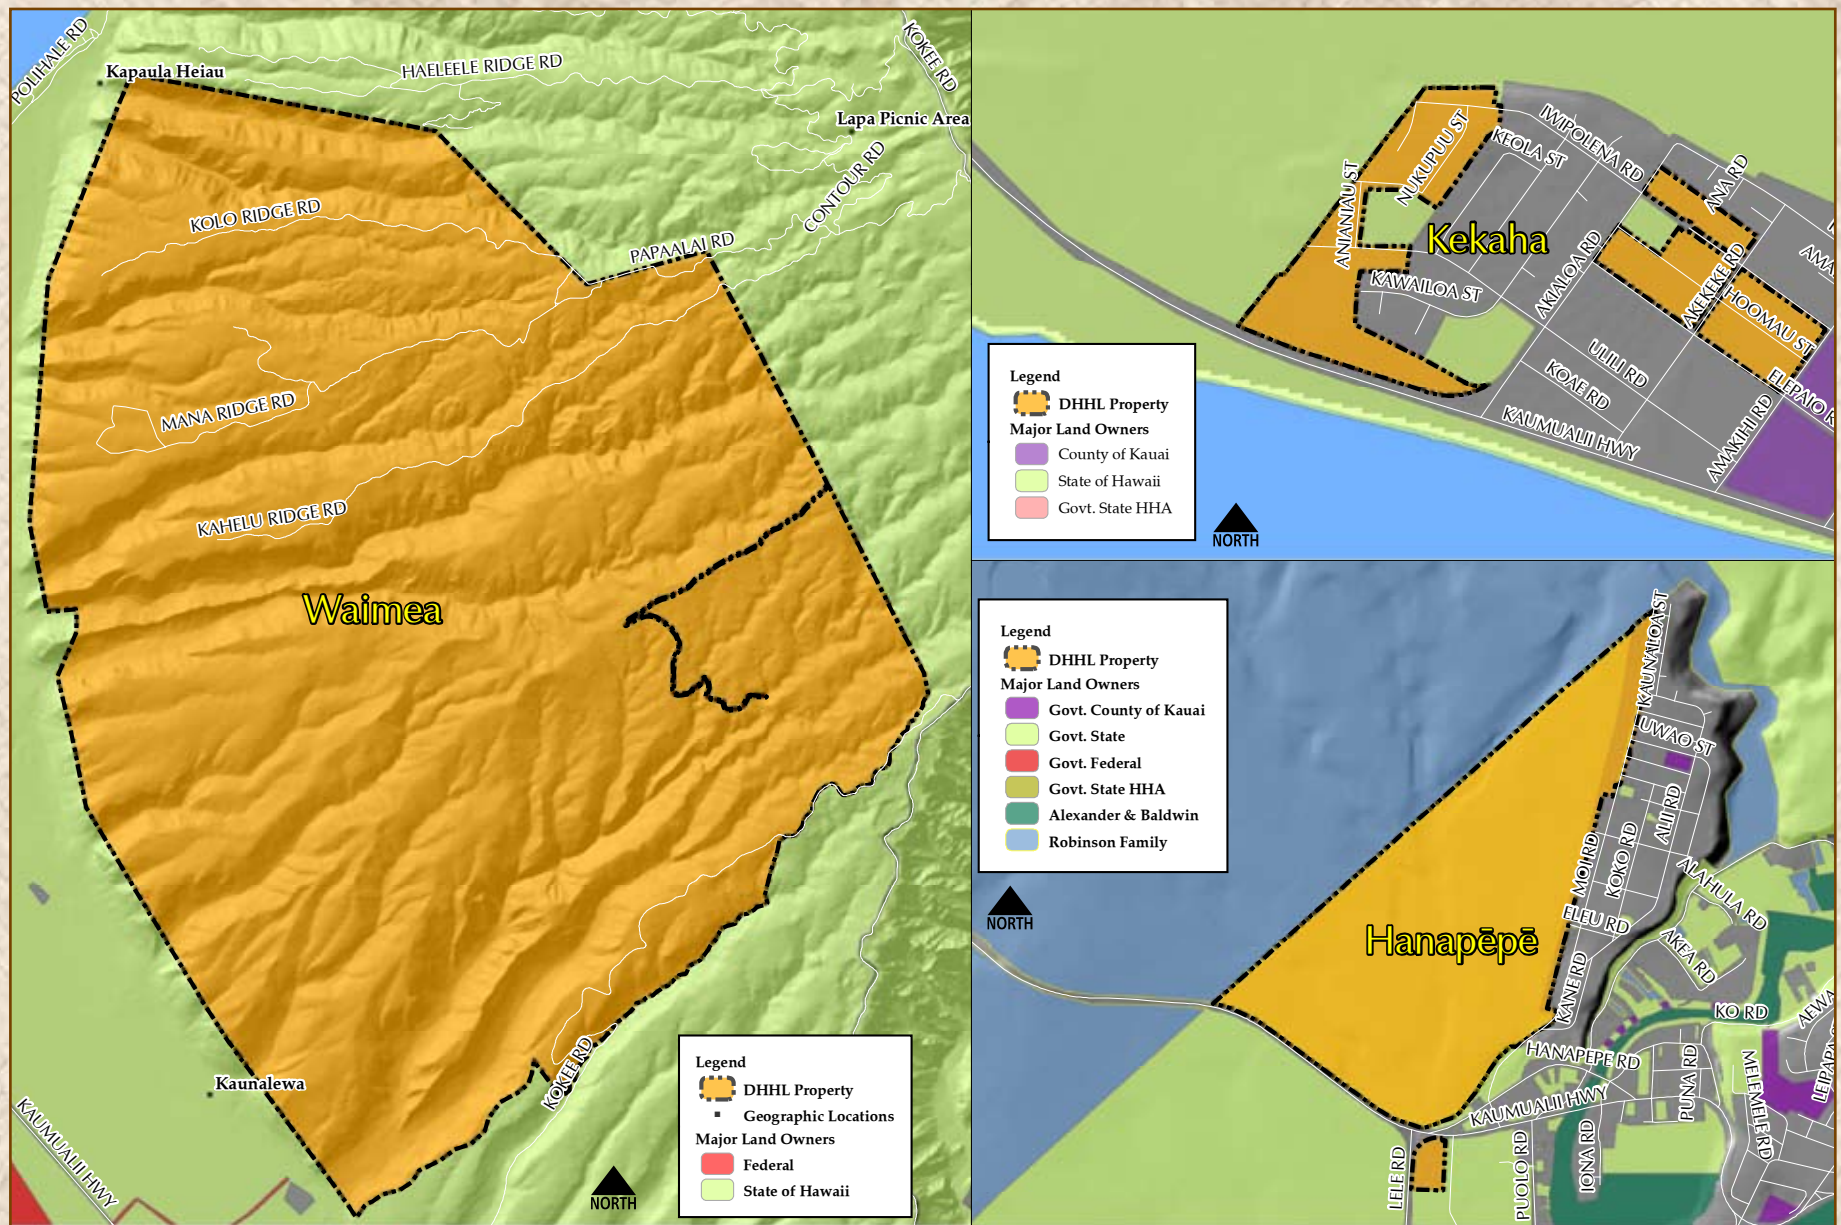 POLIHALE RD
Kapaula Heiau
HAELEELE RIDGE RD
KOKEE RD
Lapa Picnic Area
CONTOUR RD
KOLO RIDGE RD
PAPAALAI RD
MANA RIDGE RD
KAHELU RIDGE RD
Waimea
Kaunalewa
KAUMUALII HWY
KOKEE RD
Legend
DHHL Property
Geographic Locations
Major Land Owners
Federal
State of Hawaii
NORTH
IWIPOLENA RD
KEOLA ST
NUKUPUU ST
ANIANIAU ST
ANA RD
Kekaha
KAWAILOA ST
AKIALOA RD
AKEKEKE RD
HOOMAU ST
AMA
ULILI RD
KOAE RD
ELEPAIO R
AMAKIHI RD
KAUMUALII HWY
Legend
DHHL Property
Major Land Owners
County of Kauai
State of Hawaii
Govt. State HHA
NORTH
Legend
DHHL Property
Major Land Owners
Govt. County of Kauai
Govt. State
Govt. Federal
Govt. State HHA
Alexander & Baldwin
Robinson Family
NORTH
KAUNALOA ST
UWAO ST
ALII RD
KOKO RD
MOI RD
ALAHULA RD
ELEU RD
AKEA RD
Hanapēpē
KANE RD
KO RD
AEWA
HANAPEPE RD
PUNA RD
MELEMELE RD
LEIPAPA
KAUMUALII HWY
LELE RD
PUOLO RD
IONA RD